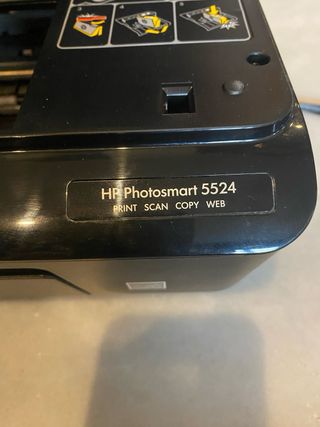 HP Photosmart 5524
PRINT SCAN COPY WEB